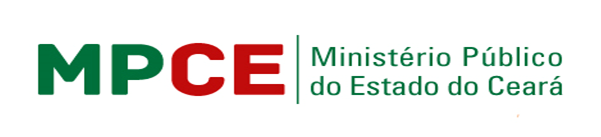 MPCE
Ministério Público
do Estado do Ceará